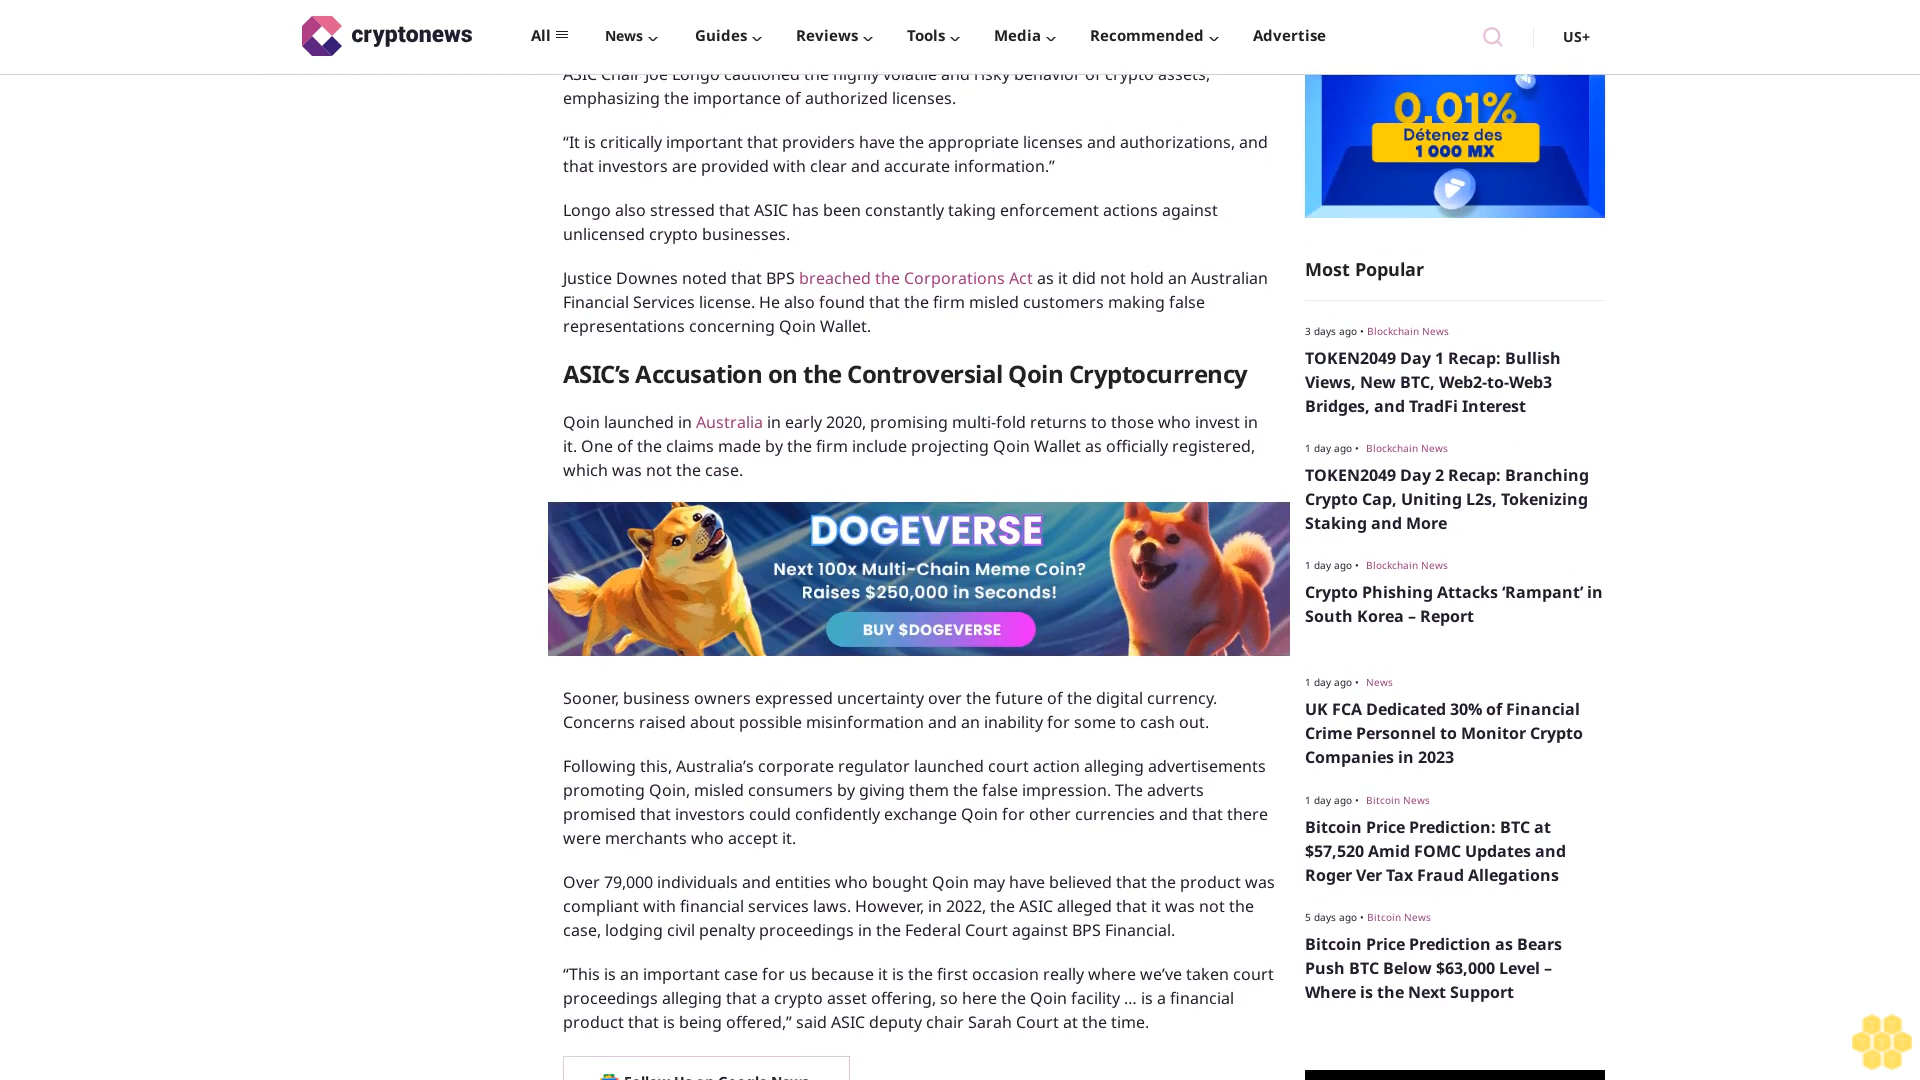 cryptonews
All
News
Guides
Reviews
Tools
Media
Recommended
Advertise
US+
ASIC Chair Joe Longo cautioned the highly volatile and risky behavior of crypto assets,
emphasizing the importance of authorized licenses.
“It is critically important that providers have the appropriate licenses and authorizations, and
that investors are provided with clear and accurate information.”
Longo also stressed that ASIC has been constantly taking enforcement actions against
unlicensed crypto businesses.
Justice Downes noted that BPS breached the Corporations Act as it did not hold an Australian
Financial Services license. He also found that the firm misled customers making false
representations concerning Qoin Wallet.
ASIC’s Accusation on the Controversial Qoin Cryptocurrency
Qoin launched in Australia in early 2020, promising multi-fold returns to those who invest in
it. One of the claims made by the firm include projecting Qoin Wallet as officially registered,
which was not the case.
DOGEVERSE
Next 100x Multi-Chain Meme Coin?
Raises $250,000 in Seconds!
BUY $DOGEVERSE
Sooner, business owners expressed uncertainty over the future of the digital currency.
Concerns raised about possible misinformation and an inability for some to cash out.
Following this, Australia’s corporate regulator launched court action alleging advertisements
promoting Qoin, misled consumers by giving them the false impression. The adverts
promised that investors could confidently exchange Qoin for other currencies and that there
were merchants who accept it.
Over 79,000 individuals and entities who bought Qoin may have believed that the product was
compliant with financial services laws. However, in 2022, the ASIC alleged that it was not the
case, lodging civil penalty proceedings in the Federal Court against BPS Financial.
“This is an important case for us because it is the first occasion really where we’ve taken court
proceedings alleging that a crypto asset offering, so here the Qoin facility … is a financial
product that is being offered,” said ASIC deputy chair Sarah Court at the time.
Follow Us on Google News
0.01%
Détenez des
1 000 MX
Most Popular
3 days ago • Blockchain News
TOKEN2049 Day 1 Recap: Bullish
Views, New BTC, Web2-to-Web3
Bridges, and TradFi Interest
1 day ago • Blockchain News
TOKEN2049 Day 2 Recap: Branching
Crypto Cap, Uniting L2s, Tokenizing
Staking and More
1 day ago • Blockchain News
Crypto Phishing Attacks ‘Rampant’ in
South Korea – Report
1 day ago • News
UK FCA Dedicated 30% of Financial
Crime Personnel to Monitor Crypto
Companies in 2023
1 day ago • Bitcoin News
Bitcoin Price Prediction: BTC at
$57,520 Amid FOMC Updates and
Roger Ver Tax Fraud Allegations
5 days ago • Bitcoin News
Bitcoin Price Prediction as Bears
Push BTC Below $63,000 Level –
Where is the Next Support